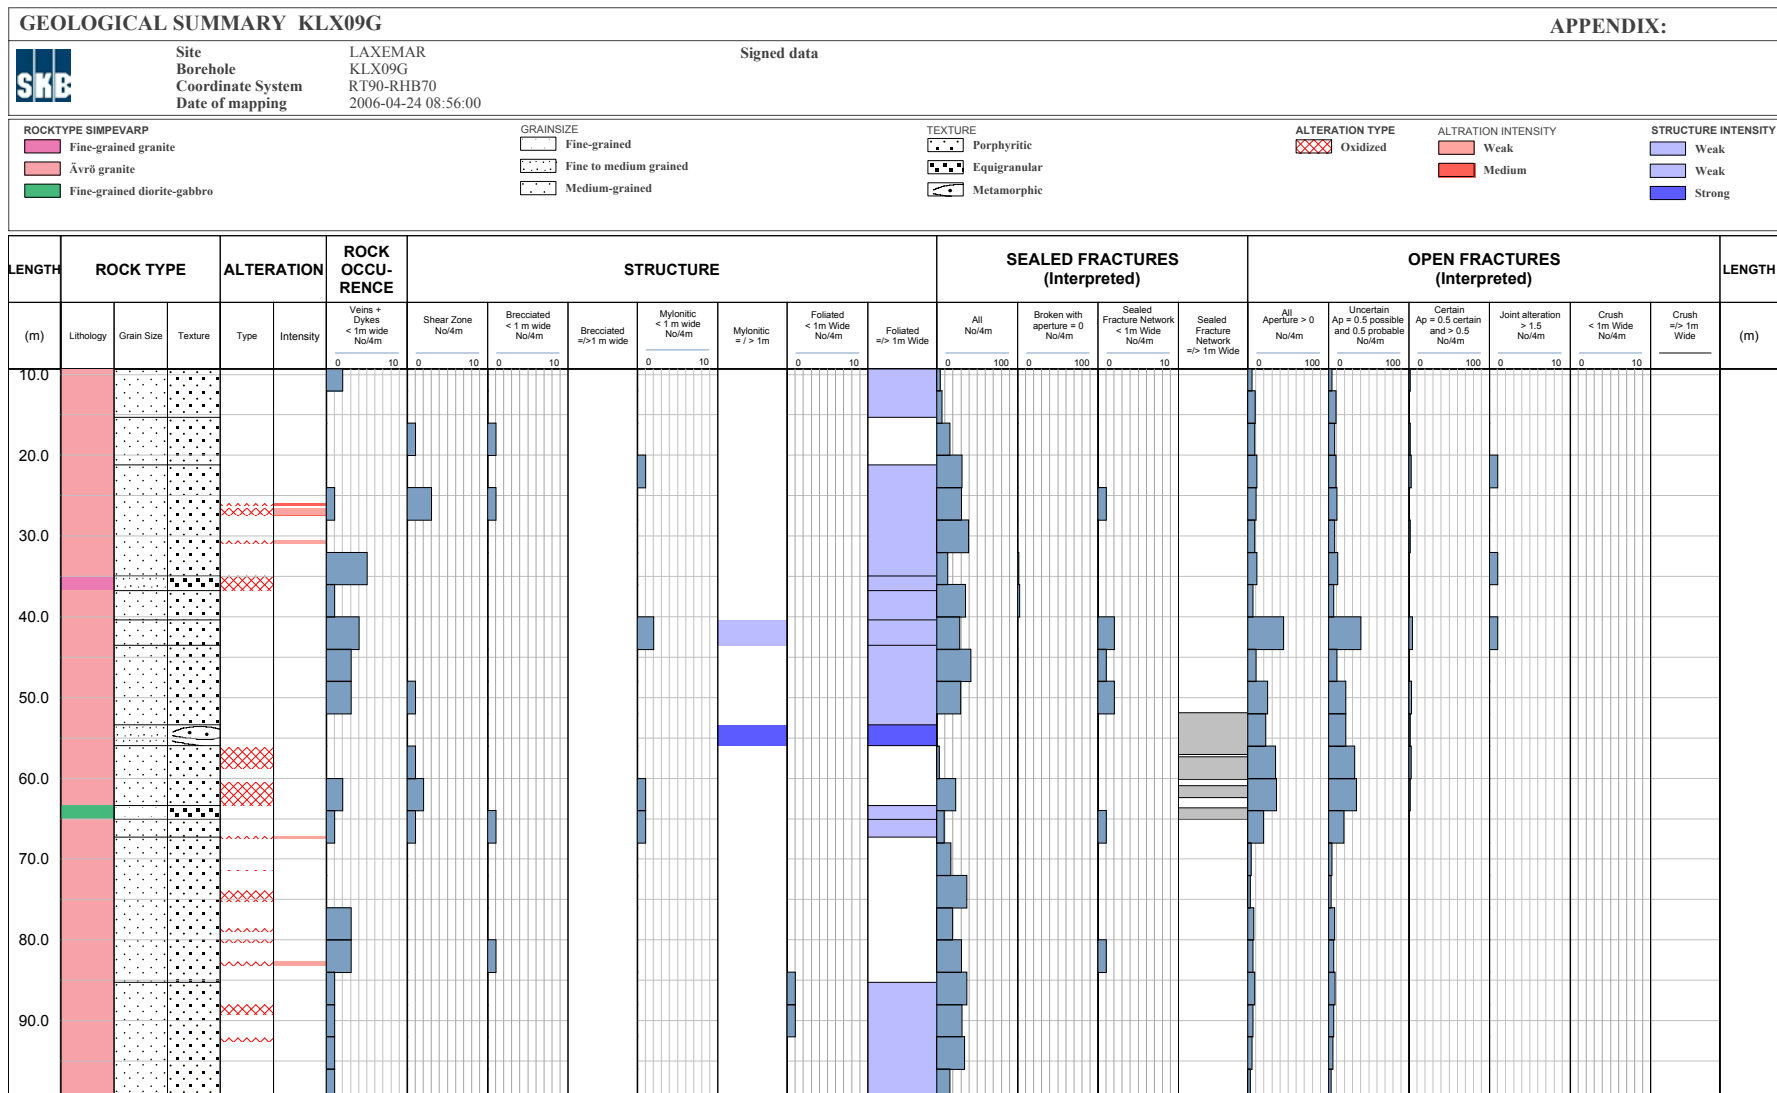 GEOLOGICAL SUMMARY KLX09G
APPENDIX:
SKB
Site LAXEMAR
Borehole KLX09G
Coordinate System RT90-RHB70
Date of mapping 2006-04-24 08:56:00
Signed data
ROCKTYPE SIMPEVARP
Fine-grained granite
Ävrö granite
Fine-grained diorite-gabbro
GRAINSIZE
Fine-grained
Fine to medium grained
Medium-grained
TEXTURE
Porphyritic
Equigranular
Metamorphic
ALTERATION TYPE
Oxidized
ALTRATION INTENSITY
Weak
Medium
STRUCTURE INTENSITY
Weak
Weak
Strong
LENGTH
ROCK TYPE
ALTERATION
ROCK
OCCU-
RENCE
STRUCTURE
SEALED FRACTURES
(Interpreted)
OPEN FRACTURES
(Interpreted)
LENGTH
(m)
Lithology
Grain Size
Texture
Type
Intensity
Veins +
Dykes
< 1m wide
No/4m
0 10
Shear Zone
No/4m
0 10
Brecciated
< 1 m wide
No/4m
0 10
Brecciated
=/>1 m wide
Mylonitic
< 1 m wide
No/4m
0 10
Mylonitic
= / > 1m
Foliated
< 1m Wide
No/4m
0 10
Foliated
=/> 1m Wide
All
No/4m
0 100
Broken with
aperture = 0
No/4m
0 100
Sealed
Fracture Network
< 1m Wide
No/4m
0 10
Sealed
Fracture
Network
=/> 1m Wide
All
Aperture > 0
No/4m
0 100
Uncertain
Ap = 0.5 possible
and 0.5 probable
No/4m
0 100
Certain
Ap = 0.5 certain
and > 0.5
No/4m
0 100
Joint alteration
> 1.5
No/4m
0 10
Crush
< 1m Wide
No/4m
0 10
Crush
=/> 1m
Wide
(m)
10.0
20.0
30.0
40.0
50.0
60.0
70.0
80.0
90.0